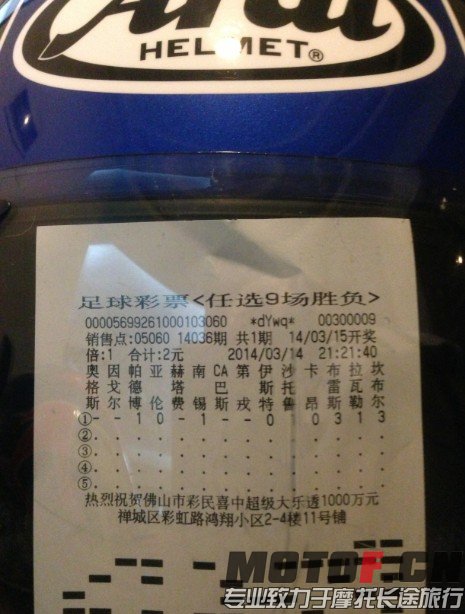 Arai
HELMET®
足球彩票<任选9场胜负>
00005699261000103060 *dYwq* 00300009
销售点:05060 14036期 共1期 14/03/15开奖
倍:1 合计:2元 2014/03/14 21:21:40
奥因帕亚赫南CA第伊沙卡布拉坎
格戈德 塔 巴 斯托 雷瓦布
斯尔博伦费锡斯戎特鲁昂斯勒尔
①--10-1--0 0313
②..............
③..............
④..............
⑤..............
热烈祝贺佛山市彩民喜中超级大乐透1000万元
禅城区彩虹路鸿翔小区2-4楼11号铺
MOTOF.CN
专业致力于摩托长途旅行